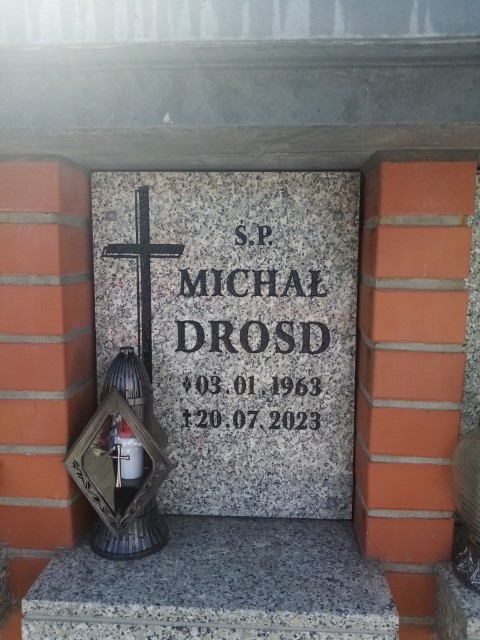 Ś.P.
MICHAŁ
DROSD
* 03.01.1963
✝ 20.07.2023